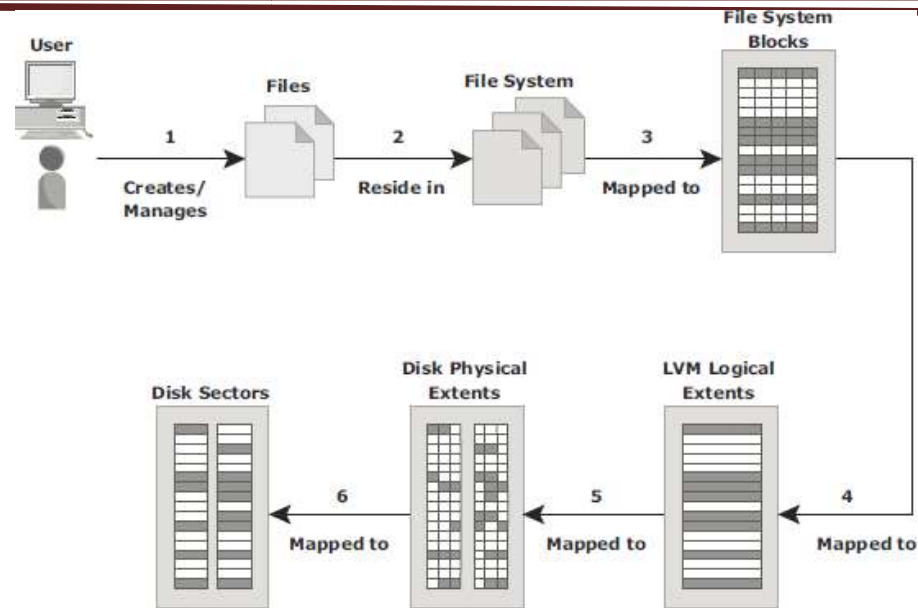 User
Files
File System
File System
Blocks
1
Creates/
Manages
2
Reside in
3
Mapped to
4
Mapped to
LVM Logical
Extents
5
Mapped to
Disk Physical
Extents
6
Mapped to
Disk Sectors